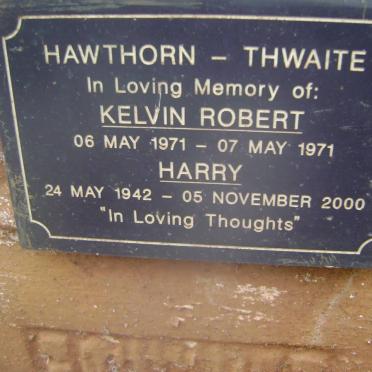 HAWTHORN – THWAITE
In Loving Memory of:
KELVIN ROBERT
06 MAY 1971 – 07 MAY 1971
HARRY
24 MAY 1942 – 05 NOVEMBER 2000
"In Loving Thoughts"